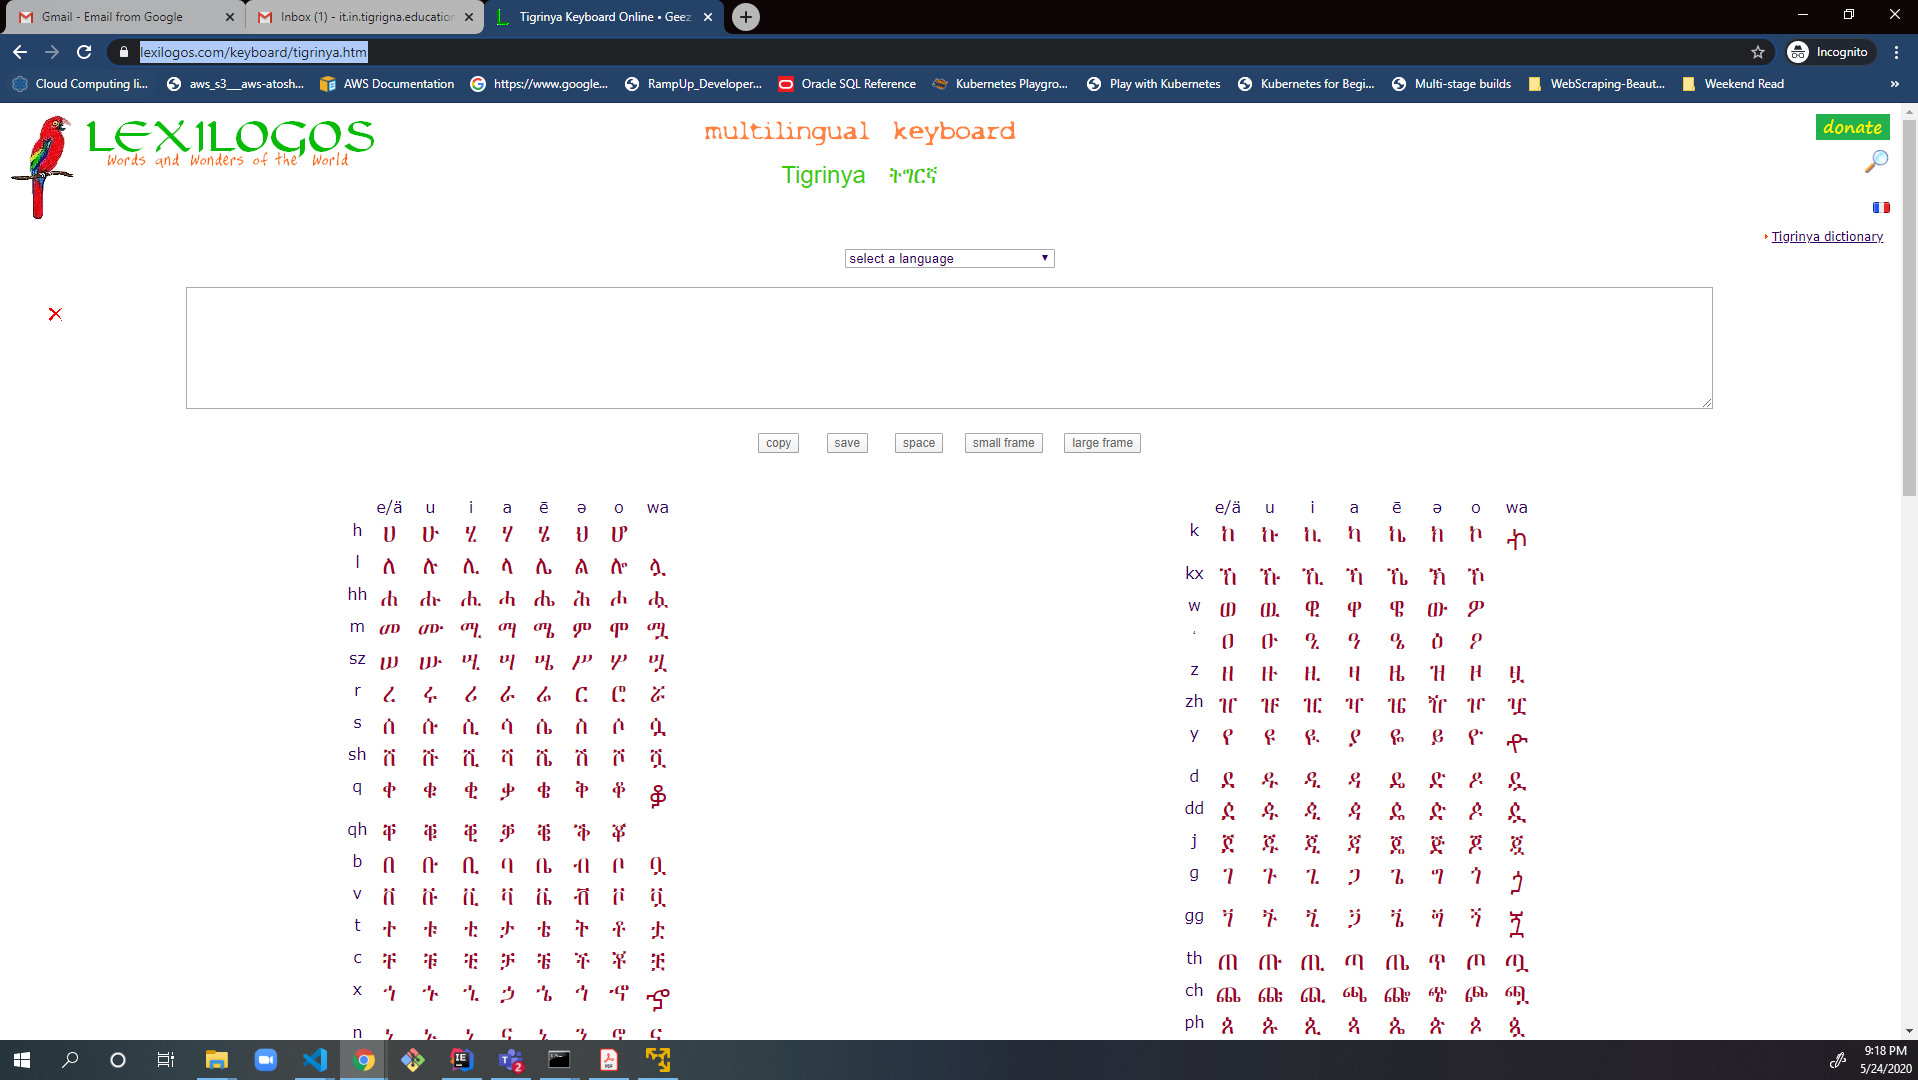 Gmail - Email from Google
Inbox (1) - it.in.tigrigna.education
Tigrinya Keyboard Online • Geez
lexilogos.com/keyboard/tigrinya.htm
Incognito
Cloud Computing li...
aws_s3___aws-atosh...
AWS Documentation
https://www.google...
RampUp_Developer...
Oracle SQL Reference
Kubernetes Playgro...
Play with Kubernetes
Kubernetes for Begi...
Multi-stage builds
WebScraping-Beaut...
Weekend Read
»
LEXILOGOS
Words and Wonders of the World
multilingual keyboard
Tigrinya ትግርኛ
donate
Tigrinya dictionary
select a language
copy save space small frame large frame
e/ä u i a ē ə o wa
h ሀ ሁ ሂ ሃ ሄ ህ ሆ
l ለ ሉ ሊ ላ ሌ ል ሎ ሏ
hh ሐ ሑ ሒ ሓ ሔ ሕ ሖ ሗ
m መ ሙ ሚ ማ ሜ ም ሞ ሟ
sz ሠ ሡ ሢ ሣ ሤ ሥ ሦ ሧ
r ረ ሩ ሪ ራ ሬ ር ሮ ሯ
s ሰ ሱ ሲ ሳ ሴ ስ ሶ ሷ
sh ሸ ሹ ሺ ሻ ሼ ሽ ሾ ሿ
q ቀ ቁ ቂ ቃ ቄ ቅ ቆ ቋ
qh ቐ ቑ ቒ ቓ ቔ ቕ ቖ
b በ ቡ ቢ ባ ቤ ብ ቦ ቧ
v ቨ ቩ ቪ ቫ ቬ ቭ ቮ ቯ
t ተ ቱ ቲ ታ ቴ ት ቶ ቷ
c ቸ ቹ ቺ ቻ ቼ ች ቾ ቿ
x ኀ ኁ ኂ ኃ ኄ ኅ ኆ ኋ
n
e/ä u i a ē ə o wa
k ከ ኩ ኪ ካ ኬ ክ ኮ ኳ
kx ኸ ኹ ኺ ኻ ኼ ኽ ኾ
w ወ ዉ ዊ ዋ ዌ ው ዎ
ʿ ዐ ዑ ዒ ዓ ዔ ዕ ዖ
z ዘ ዙ ዚ ዛ ዜ ዝ ዞ ዟ
zh ዠ ዡ ዢ ዣ ዤ ዥ ዦ ዧ
y የ ዩ ዪ ያ ዬ ይ ዮ ዯ
d ደ ዱ ዲ ዳ ዴ ድ ዶ ዷ
dd ዸ ዹ ዺ ዻ ዼ ዽ ዾ ዿ
j ጀ ጁ ጂ ጃ ጄ ጅ ጆ ጇ
g ገ ጉ ጊ ጋ ጌ ግ ጎ ጏ
gg ጘ ጙ ጚ ጛ ጜ ጝ ጞ ጟ
th ጠ ጡ ጢ ጣ ጤ ጥ ጦ ጧ
ch ጨ ጩ ጪ ጫ ጬ ጭ ጮ ጯ
ph ጰ ጱ ጲ ጳ ጴ ጵ ጶ ጷ
9:18 PM
5/24/2020